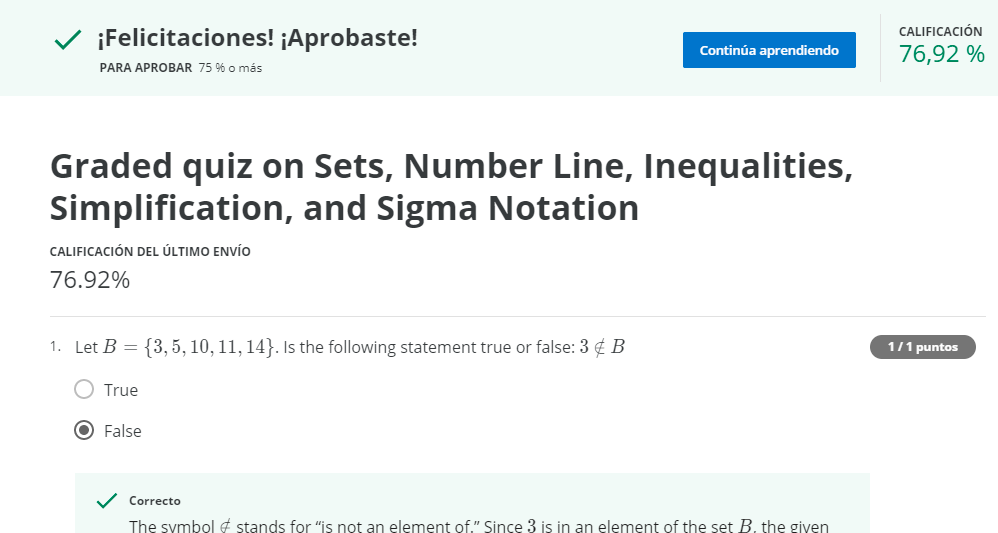 ¡Felicitaciones! ¡Aprobaste!
PARA APROBAR 75 % o más
Continúa aprendiendo
CALIFICACIÓN
76,92 %
Graded quiz on Sets, Number Line, Inequalities,
Simplification, and Sigma Notation
CALIFICACIÓN DEL ÚLTIMO ENVÍO
76.92%
1. Let B = {3, 5, 10, 11, 14}. Is the following statement true or false: 3 ∉ B
1 / 1 puntos
True
False
Correcto
The symbol ∉ stands for “is not an element of.” Since 3 is in an element of the set B, the given